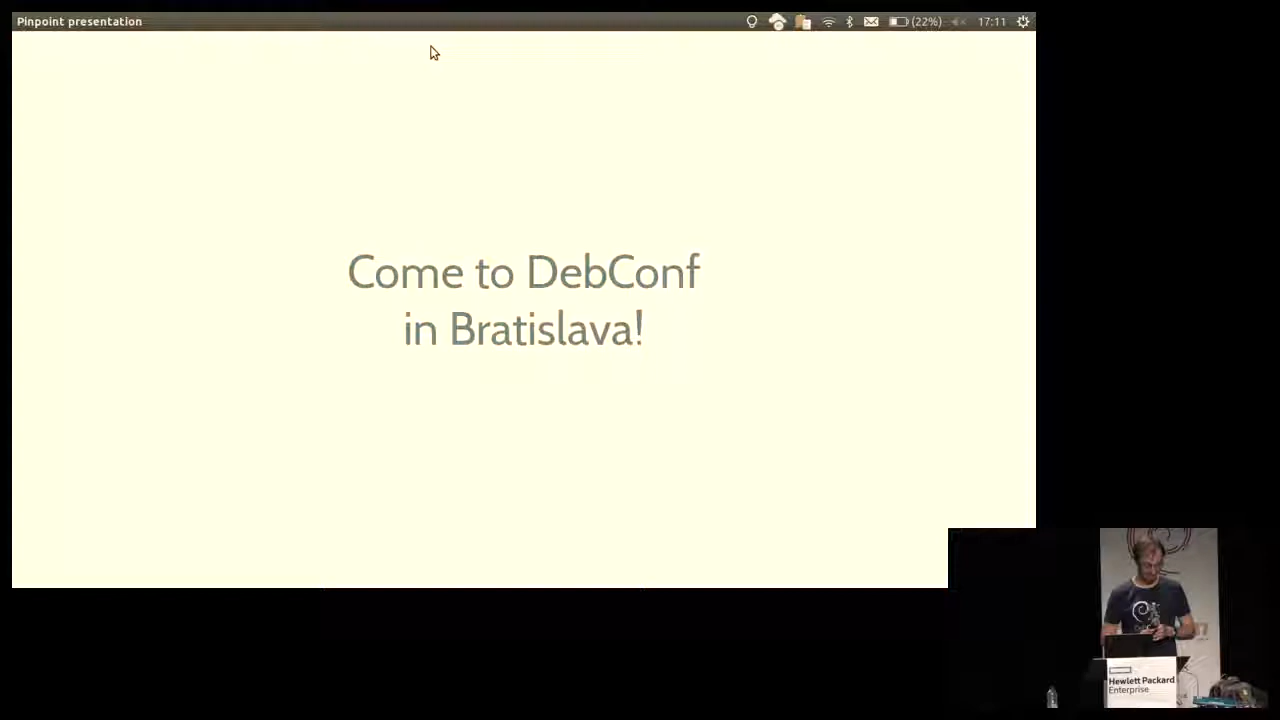 Pinpoint presentation
(22%)
17:11
Come to DebConf
in Bratislava!
Hewlett Packard
Enterprise